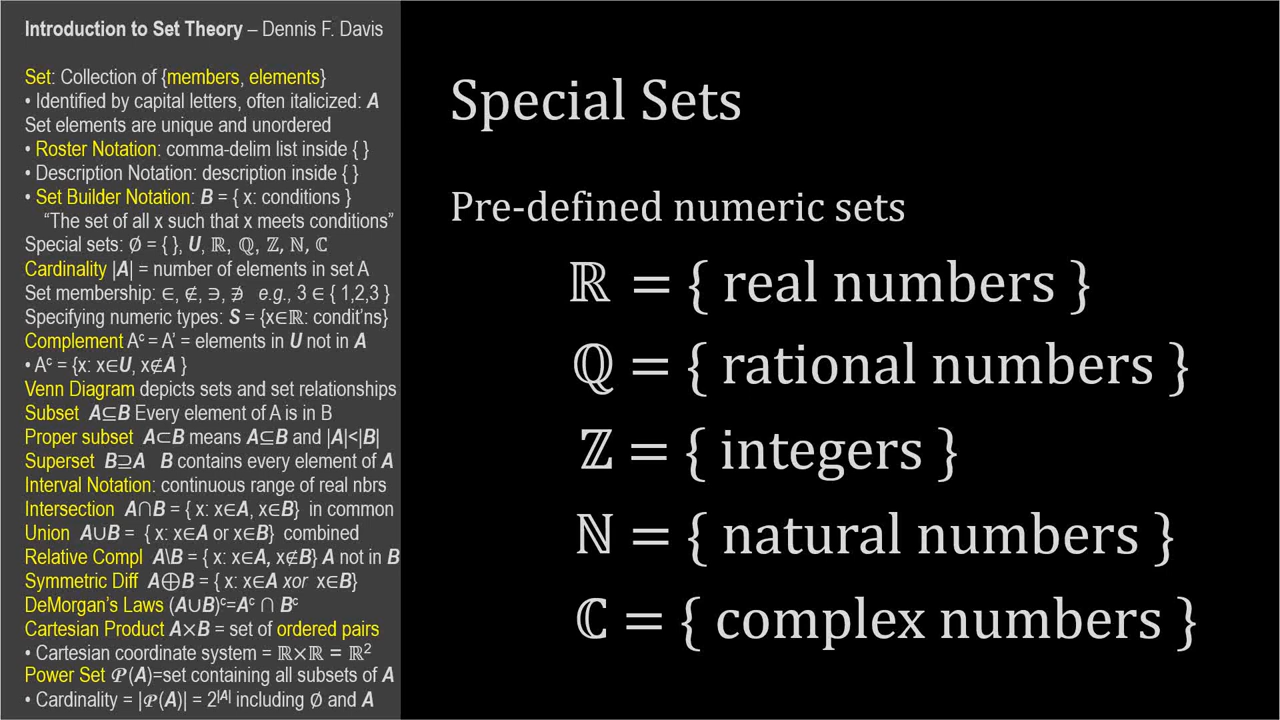 Introduction to Set Theory – Dennis F. Davis
Set: Collection of {members, elements}
• Identified by capital letters, often italicized: A
Set elements are unique and unordered
• Roster Notation: comma-delim list inside { }
• Description Notation: description inside { }
• Set Builder Notation: B = { x: conditions }
“The set of all x such that x meets conditions”
Special sets: ∅ = { }, U, ℝ, ℚ, ℤ, ℕ, ℂ
Cardinality |A| = number of elements in set A
Set membership: ∈, ∉, ∋, ∌ e.g., 3 ∈ { 1,2,3 }
Specifying numeric types: S = {x∈ℝ: condit’ns}
Complement Aᶜ = A’ = elements in U not in A
• Aᶜ = {x: x∈U, x∉A }
Venn Diagram depicts sets and set relationships
Subset A⊆B Every element of A is in B
Proper subset A⊂B means A⊆B and |A|<|B|
Superset B⊇A B contains every element of A
Interval Notation: continuous range of real nbrs
Intersection A∩B = { x: x∈A, x∈B} in common
Union A∪B = { x: x∈A or x∈B} combined
Relative Compl A\B = { x: x∈A, x∉B} A not in B
Symmetric Diff A⊕B = { x: x∈A xor x∈B}
DeMorgan’s Laws (A∪B)ᶜ=Aᶜ ∩ Bᶜ
Cartesian Product A×B = set of ordered pairs
• Cartesian coordinate system = ℝ×ℝ = ℝ²
Power Set 𝒫(A)=set containing all subsets of A
• Cardinality = |𝒫(A)| = 2^|A| including ∅ and A
Special Sets
Pre-defined numeric sets
ℝ = { real numbers }
ℚ = { rational numbers }
ℤ = { integers }
ℕ = { natural numbers }
ℂ = { complex numbers }